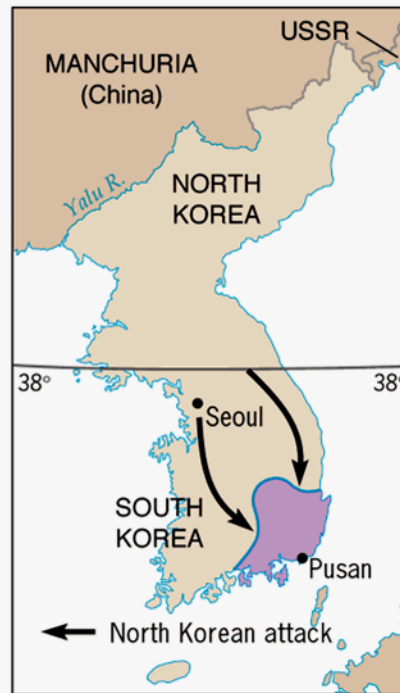 USSR
MANCHURIA
(China)
Yalu R.
NORTH
KOREA
38°
38°
Seoul
SOUTH
KOREA
Pusan
North Korean attack